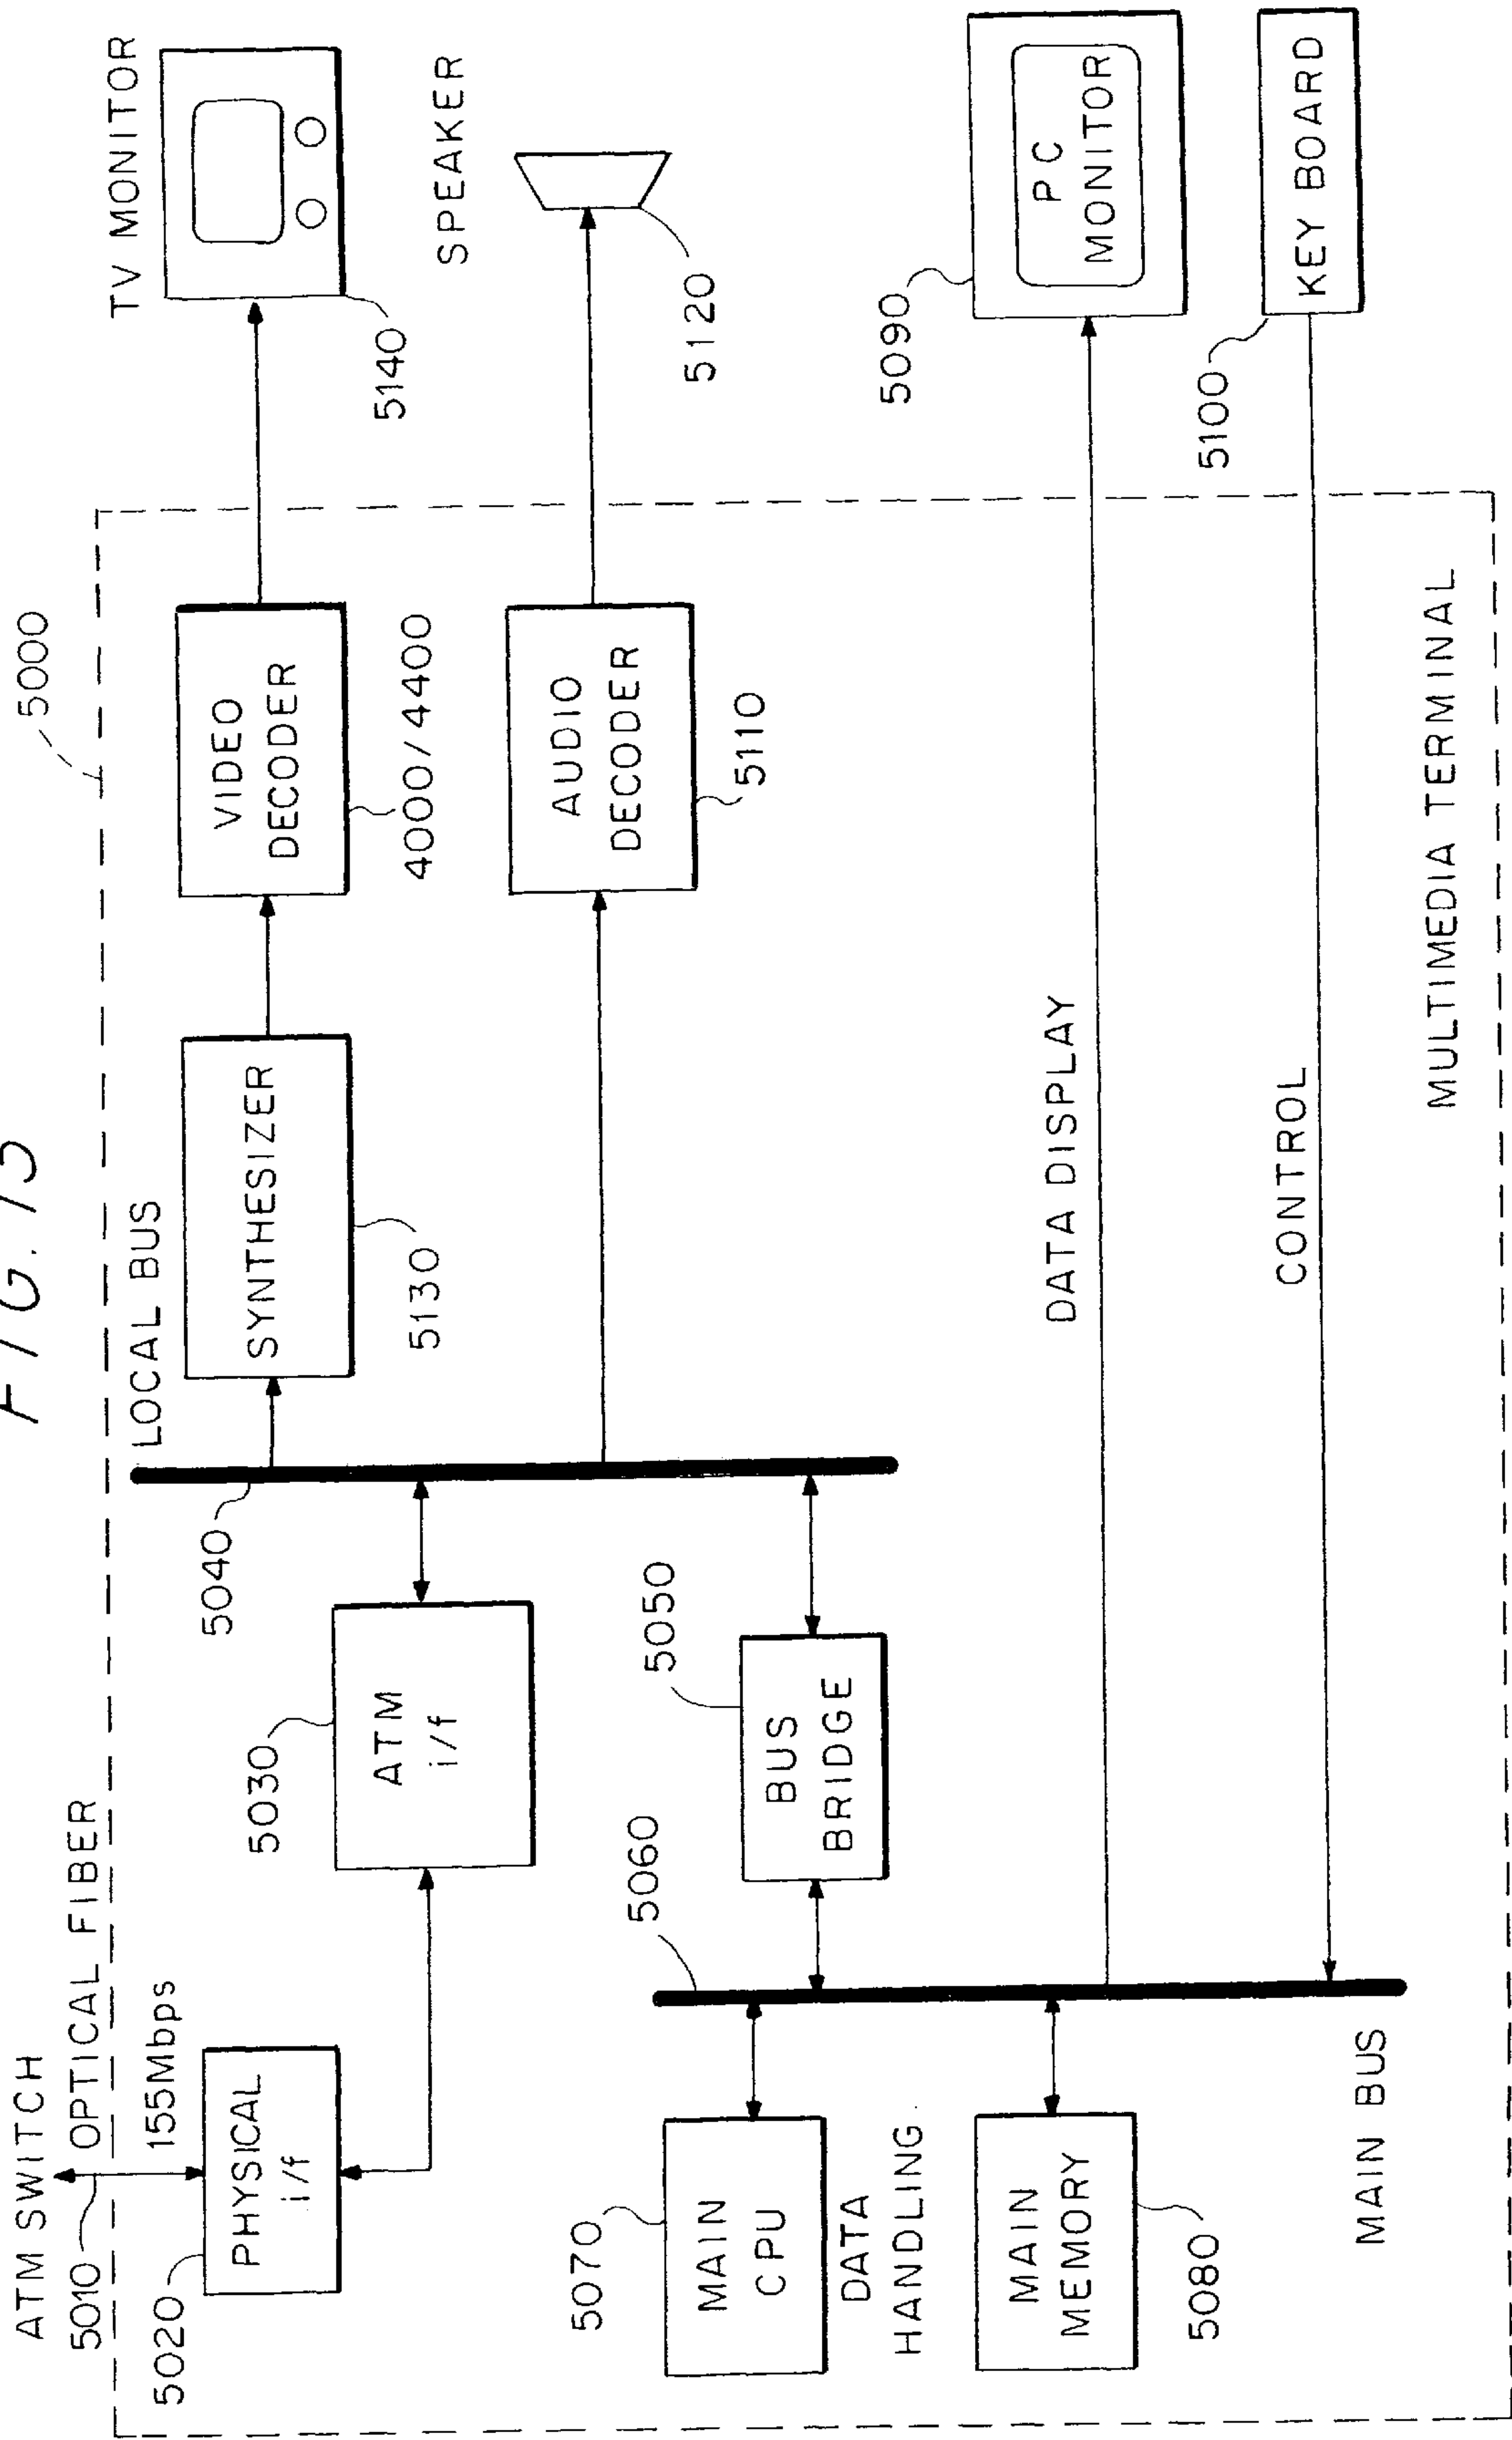 FIG. 15
ATM SWITCH
5010
OPTICAL FIBER
155Mbps
5020
PHYSICAL
i/f
5030
ATM
i/f
5040
LOCAL BUS
SYNTHESIZER
5130
5000
VIDEO
DECODER
4000/4400
TV MONITOR
5140
AUDIO
DECODER
5110
SPEAKER
5120
5050
BUS
BRIDGE
5060
5070
MAIN
CPU
DATA
HANDLING
MAIN
MEMORY
5080
MAIN BUS
DATA DISPLAY
5090
PC
MONITOR
CONTROL
5100
KEY BOARD
MULTIMEDIA TERMINAL